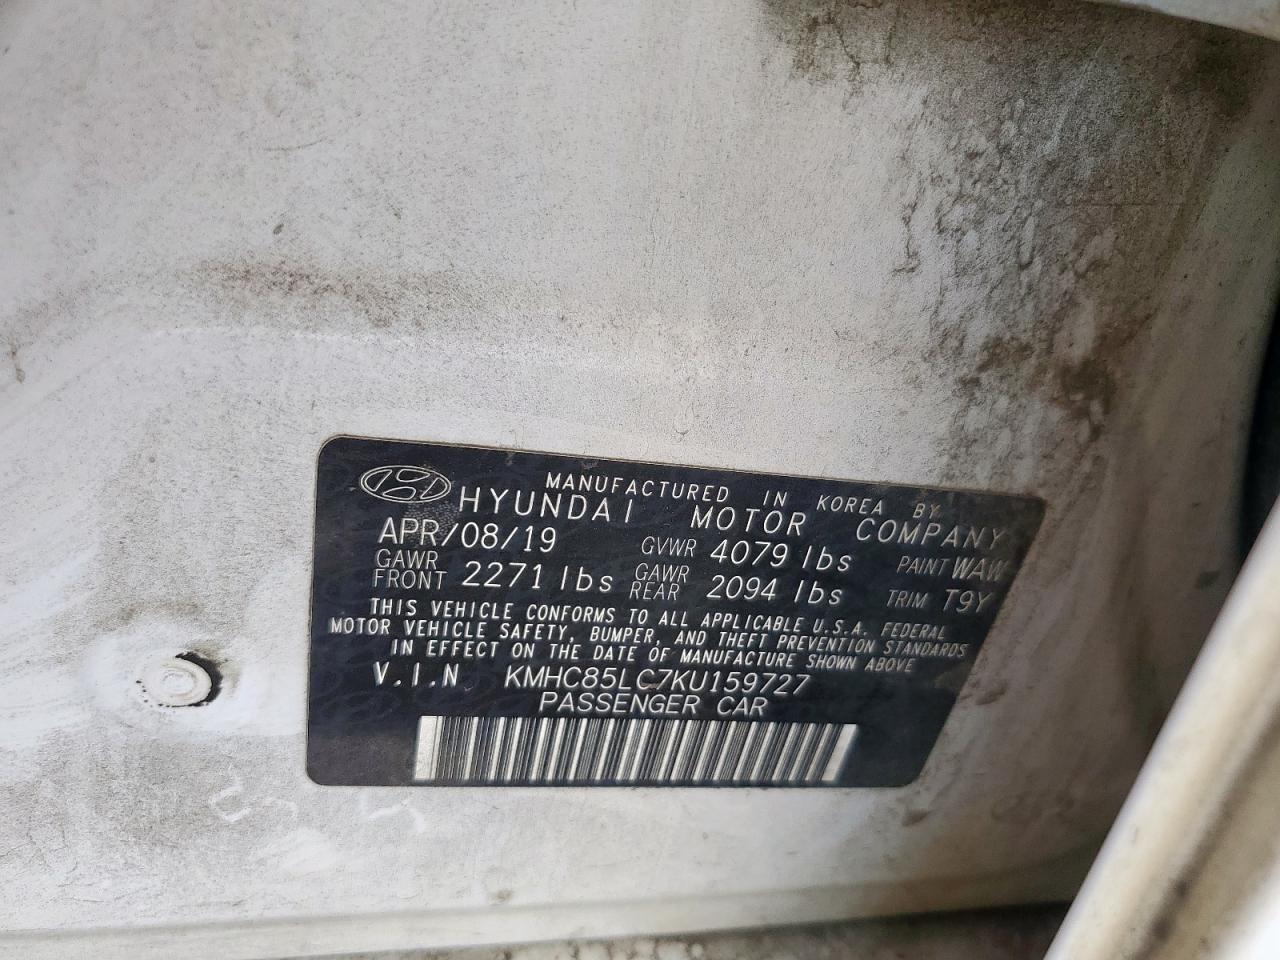 MANUFACTURED IN KOREA BY
HYUNDAI MOTOR COMPANY
APR/08/19 GVWR 4079 lbs PAINT WAW
GAWR FRONT 2271 lbs GAWR REAR 2094 lbs TRIM T9Y
THIS VEHICLE CONFORMS TO ALL APPLICABLE U.S.A. FEDERAL
MOTOR VEHICLE SAFETY, BUMPER, AND THEFT PREVENTION STANDARDS
IN EFFECT ON THE DATE OF MANUFACTURE SHOWN ABOVE
V.I.N KMHC85LC7KU159727
PASSENGER CAR